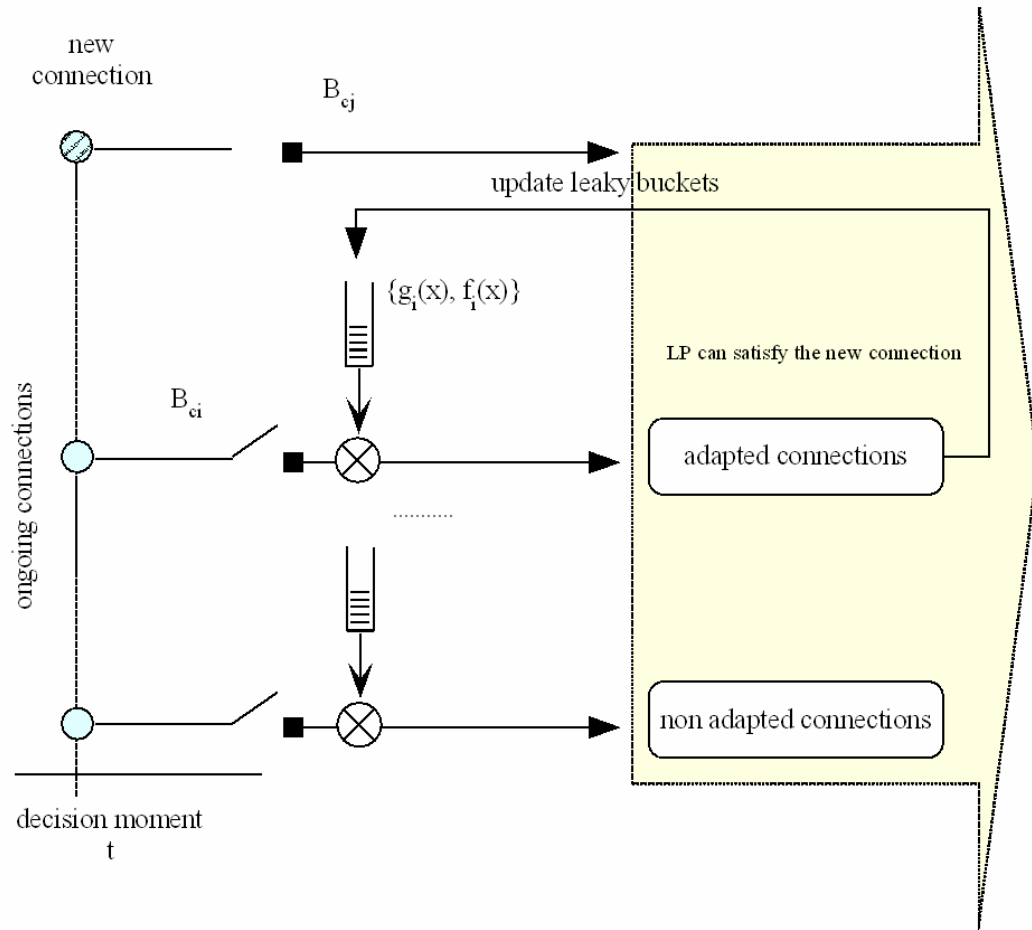 new
connection
B_cj
update leaky buckets
{g_i(x), f_i(x)}
LP can satisfy the new connection
B_ci
adapted connections
...........
ongoing connections
non adapted connections
decision moment
t